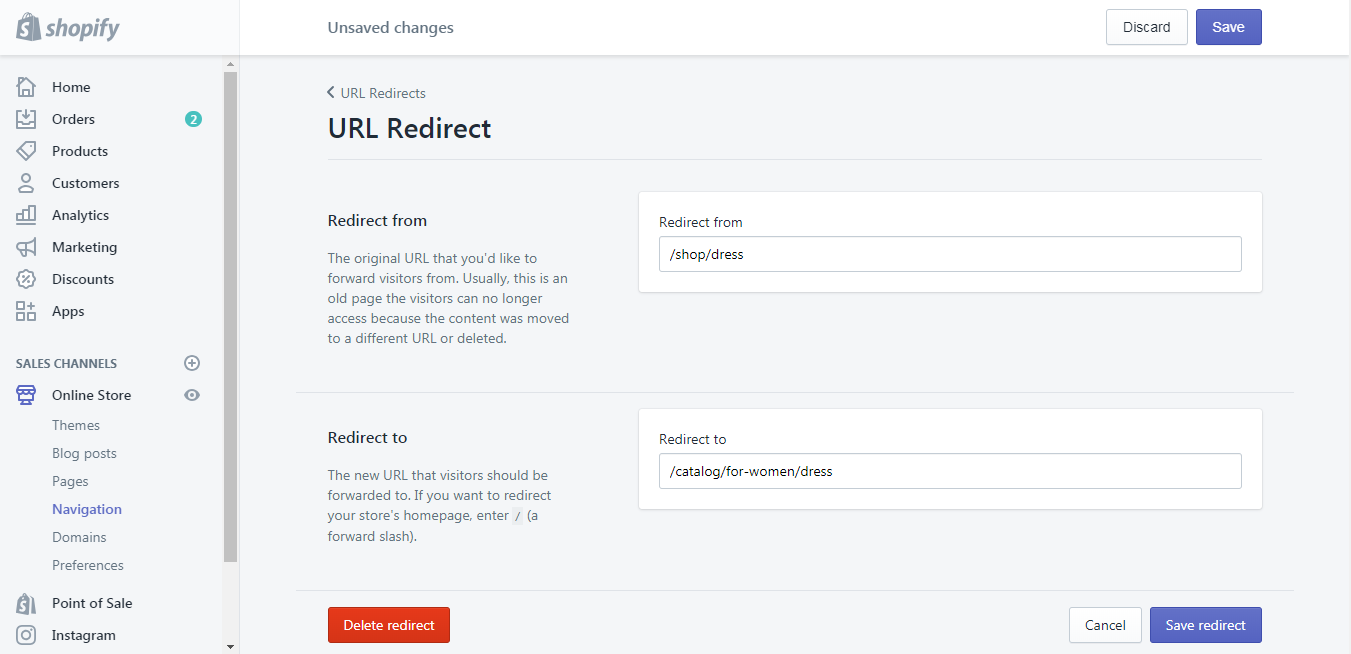 shopify
Unsaved changes
Discard
Save
Home
Orders
2
Products
Customers
Analytics
Marketing
Discounts
Apps
SALES CHANNELS
Online Store
Themes
Blog posts
Pages
Navigation
Domains
Preferences
Point of Sale
Instagram
URL Redirects
URL Redirect
Redirect from
The original URL that you'd like to
forward visitors from. Usually, this is an
old page the visitors can no longer
access because the content was moved
to a different URL or deleted.
Redirect from
/shop/dress
Redirect to
The new URL that visitors should be
forwarded to. If you want to redirect
your store's homepage, enter / (a
forward slash).
Redirect to
/catalog/for-women/dress
Delete redirect
Cancel
Save redirect